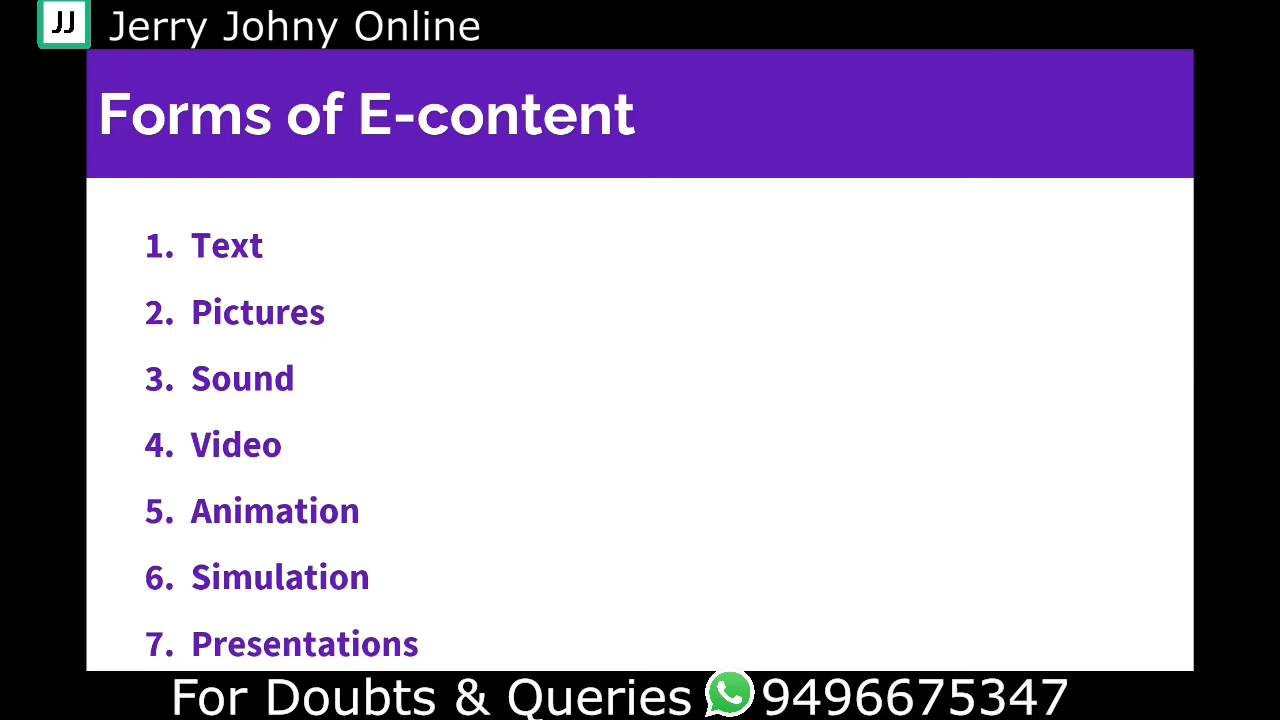 JJ Jerry Johny Online
Forms of E-content
1. Text
2. Pictures
3. Sound
4. Video
5. Animation
6. Simulation
7. Presentations
For Doubts & Queries 9496675347